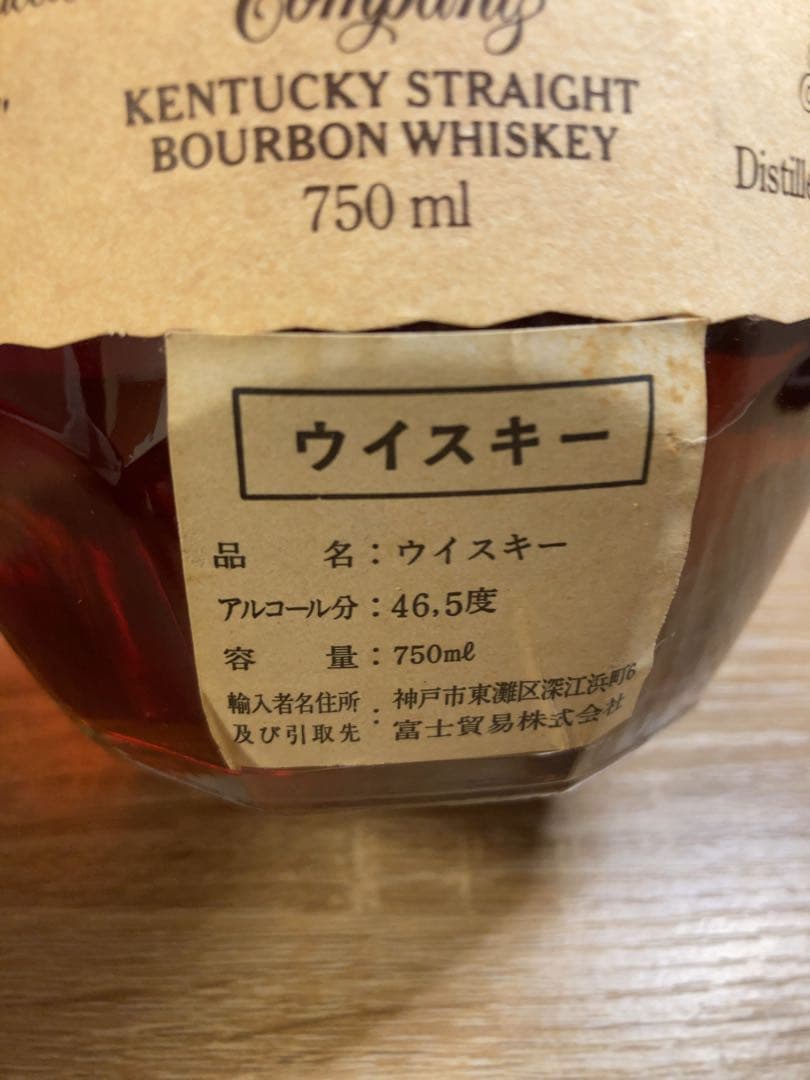 Company
KENTUCKY STRAIGHT
BOURBON WHISKEY
750 ml
ウイスキー
品 名：ウイスキー
アルコール分：46,5度
容 量：750mℓ
輸入者名住所及び引取先：神戸市東灘区深江浜町6
富士貿易株式会社